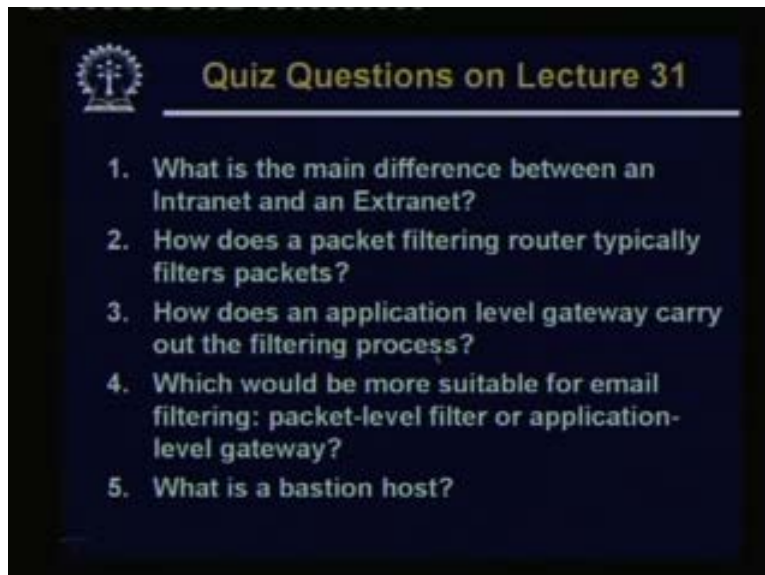 Quiz Questions on Lecture 31
1. What is the main difference between an
Intranet and an Extranet?
2. How does a packet filtering router typically
filters packets?
3. How does an application level gateway carry
out the filtering process?
4. Which would be more suitable for email
filtering: packet-level filter or application-
level gateway?
5. What is a bastion host?